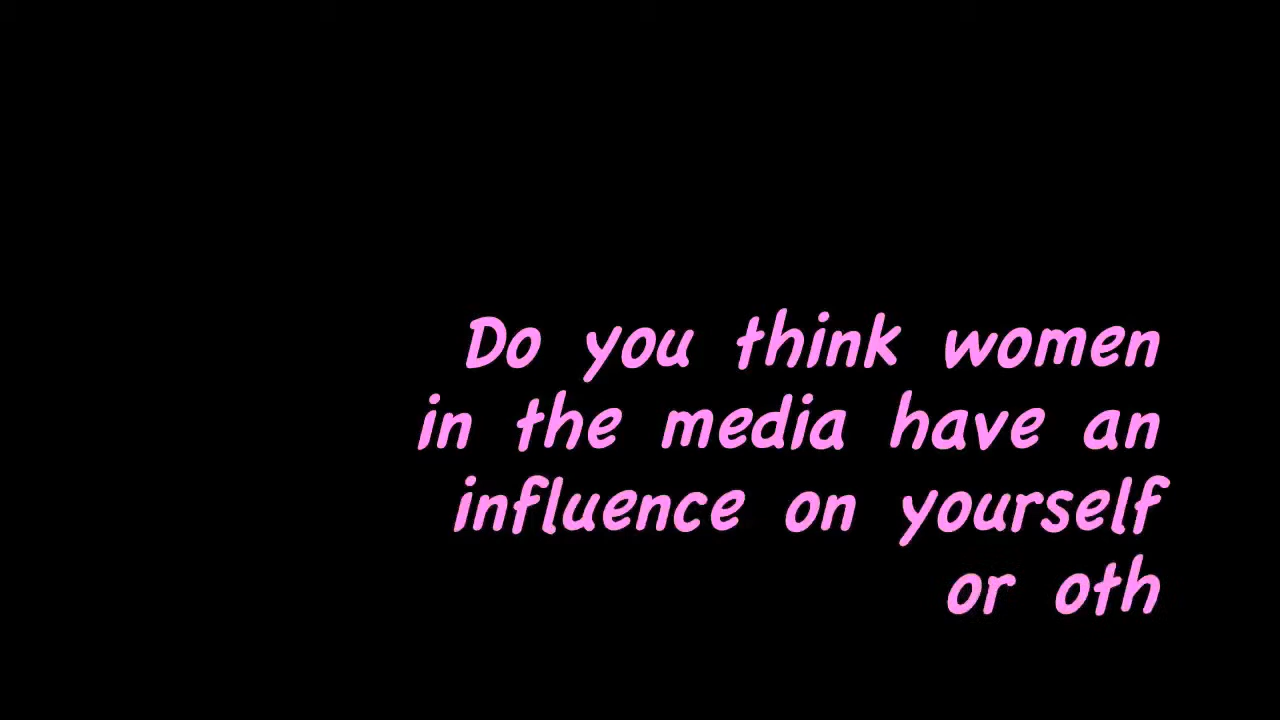 Do you think women
in the media have an
influence on yourself
or oth